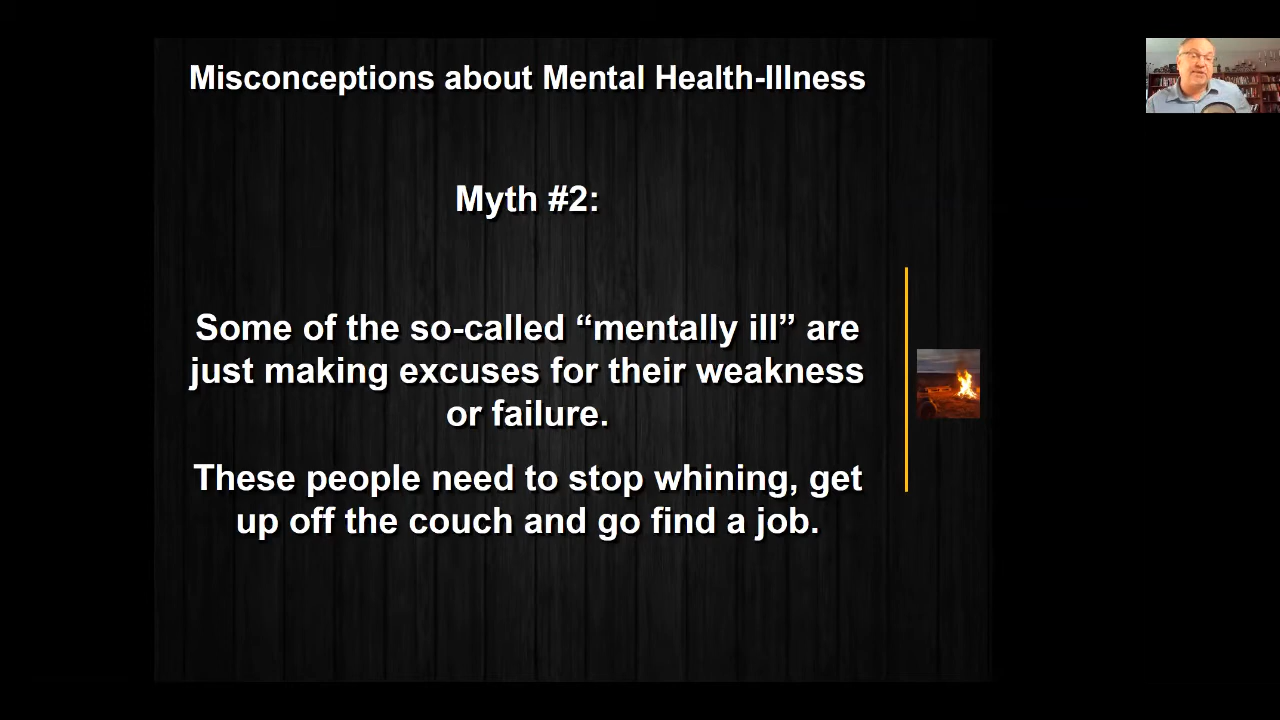 Misconceptions about Mental Health-Illness
Myth #2:
Some of the so-called “mentally ill” are
just making excuses for their weakness
or failure.
These people need to stop whining, get
up off the couch and go find a job.